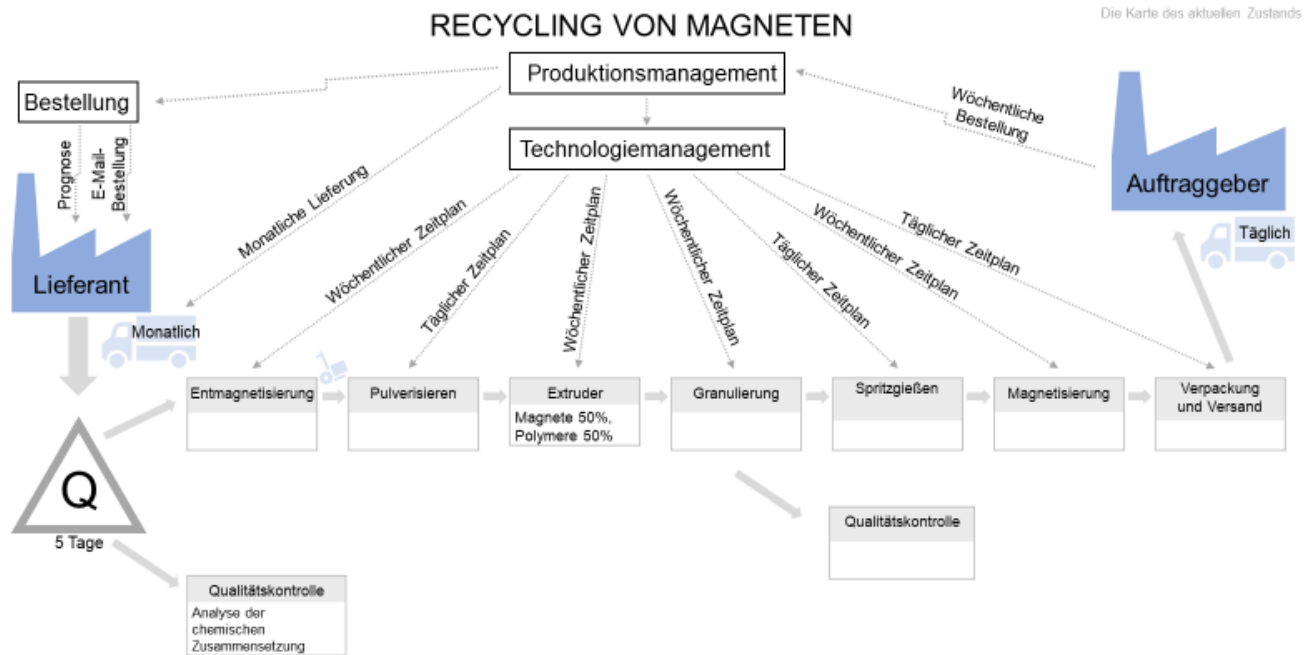 Die Karte des aktuellen Zustands
RECYCLING VON MAGNETEN
Produktionsmanagement
Bestellung
Wöchentliche
Bestellung
Technologiemanagement
Prognose
E-Mail-
Bestellung
Auftraggeber
Täglich
Lieferant
Monatlich
Monatliche Lieferung
Wöchentlicher Zeitplan
Täglicher Zeitplan
Wöchentlicher Zeitplan
Wöchentlicher Zeitplan
Täglicher Zeitplan
Wöchentlicher Zeitplan
Täglicher Zeitplan
Entmagnetisierung
Pulverisieren
Extruder
Magnete 50%,
Polymere 50%
Granulierung
Spritzgießen
Magnetisierung
Verpackung
und Versand
Q
5 Tage
Qualitätskontrolle
Qualitätskontrolle
Analyse der
chemischen
Zusammensetzung